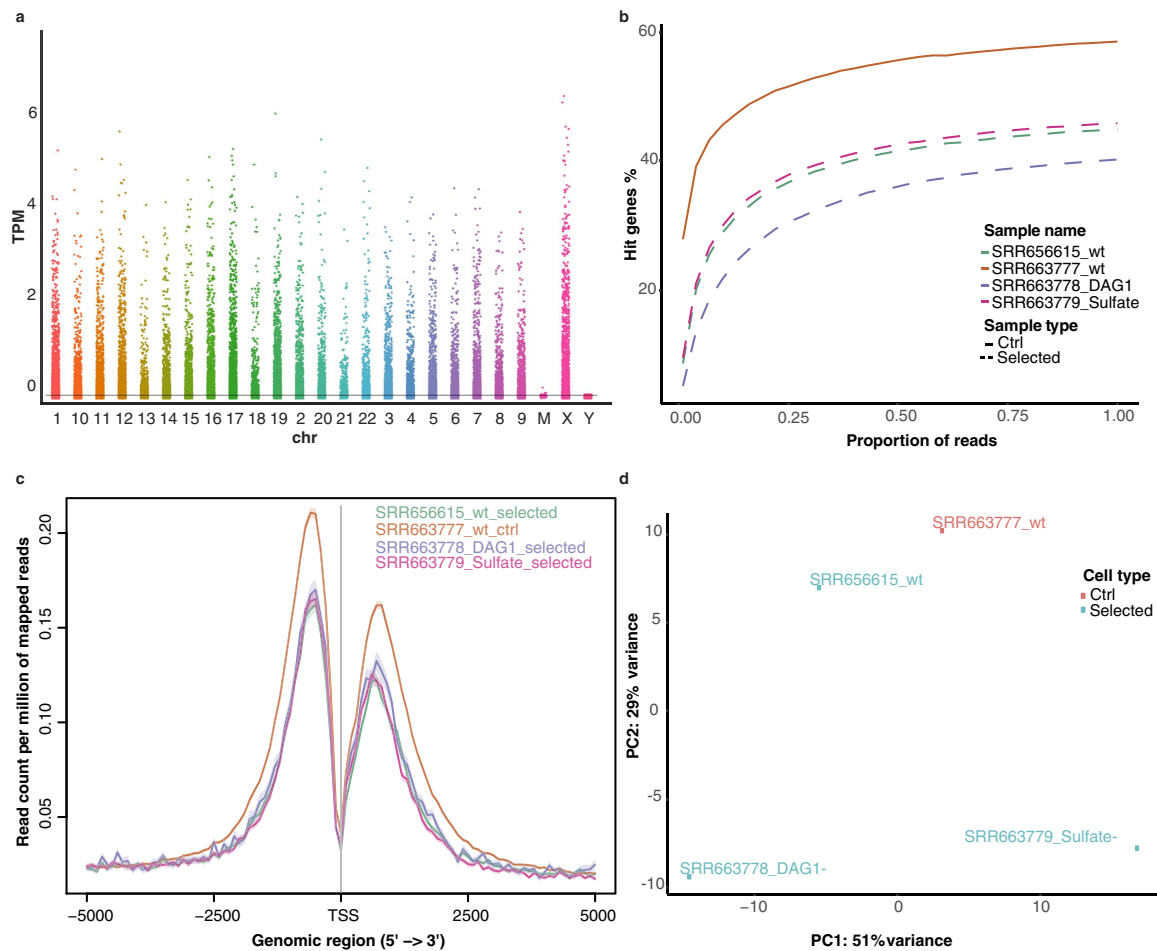 a
TPM
6
4
2
0
1 10 11 12 13 14 15 16 17 18 19 2 20 21 22 3 4 5 6 7 8 9 M X Y
chr
b
Hit genes %
60
40
20
0.00 0.25 0.50 0.75 1.00
Proportion of reads
Sample name
SRR656615_wt
SRR663777_wt
SRR663778_DAG1
SRR663779_Sulfate
Sample type
Ctrl
Selected
c
Read count per million of mapped reads
0.20
0.15
0.10
0.05
SRR656615_wt_selected
SRR663777_wt_ctrl
SRR663778_DAG1_selected
SRR663779_Sulfate_selected
−5000 −2500 TSS 2500 5000
Genomic region (5' −> 3')
d
PC2: 29% variance
10
5
0
-5
-10
SRR663777_wt
SRR656615_wt
SRR663779_Sulfate-
SRR663778_DAG1-
Cell type
Ctrl
Selected
−10 0 10
PC1: 51%variance